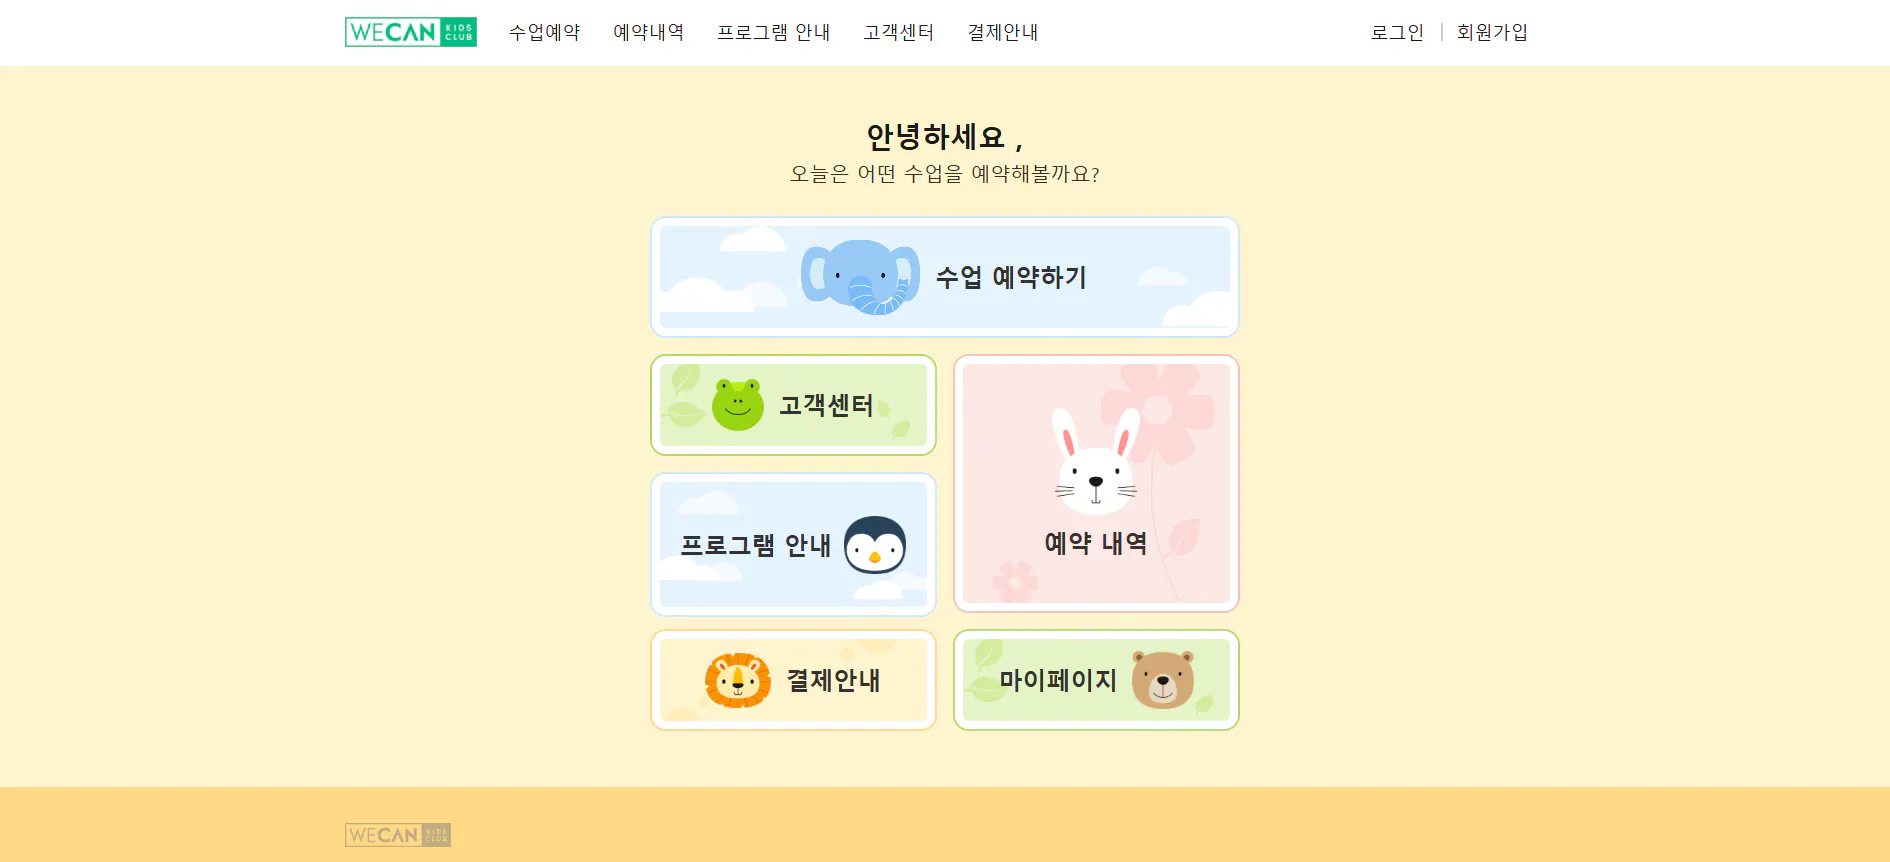 WECAN KIDS CLUB 수업예약 예약내역 프로그램 안내 고객센터 결제안내 로그인 회원가입
안녕하세요 ,
오늘은 어떤 수업을 예약해볼까요?
수업 예약하기
고객센터
예약 내역
프로그램 안내
결제안내
마이페이지
WECAN KIDS CLUB